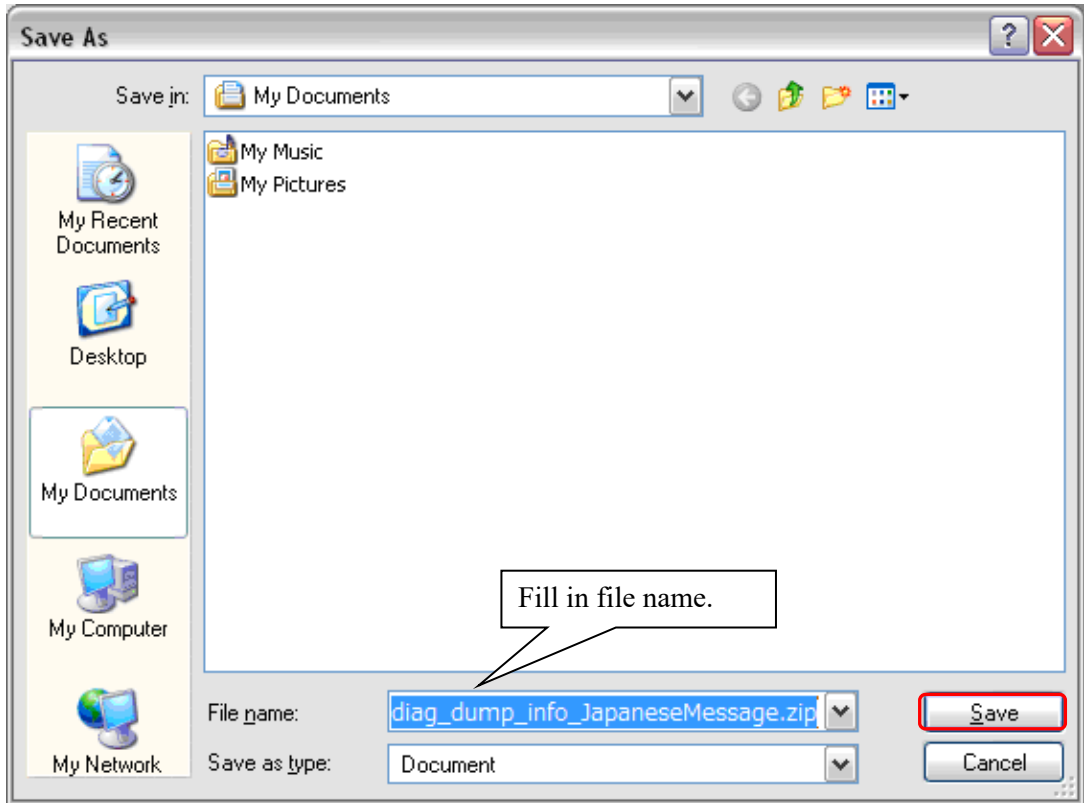 Save As
Save in:
My Documents
My Music
My Pictures
My Recent
Documents
Desktop
My Documents
My Computer
My Network
Fill in file name.
File name:
diag_dump_info_JapaneseMessage.zip
Save
Save as type:
Document
Cancel